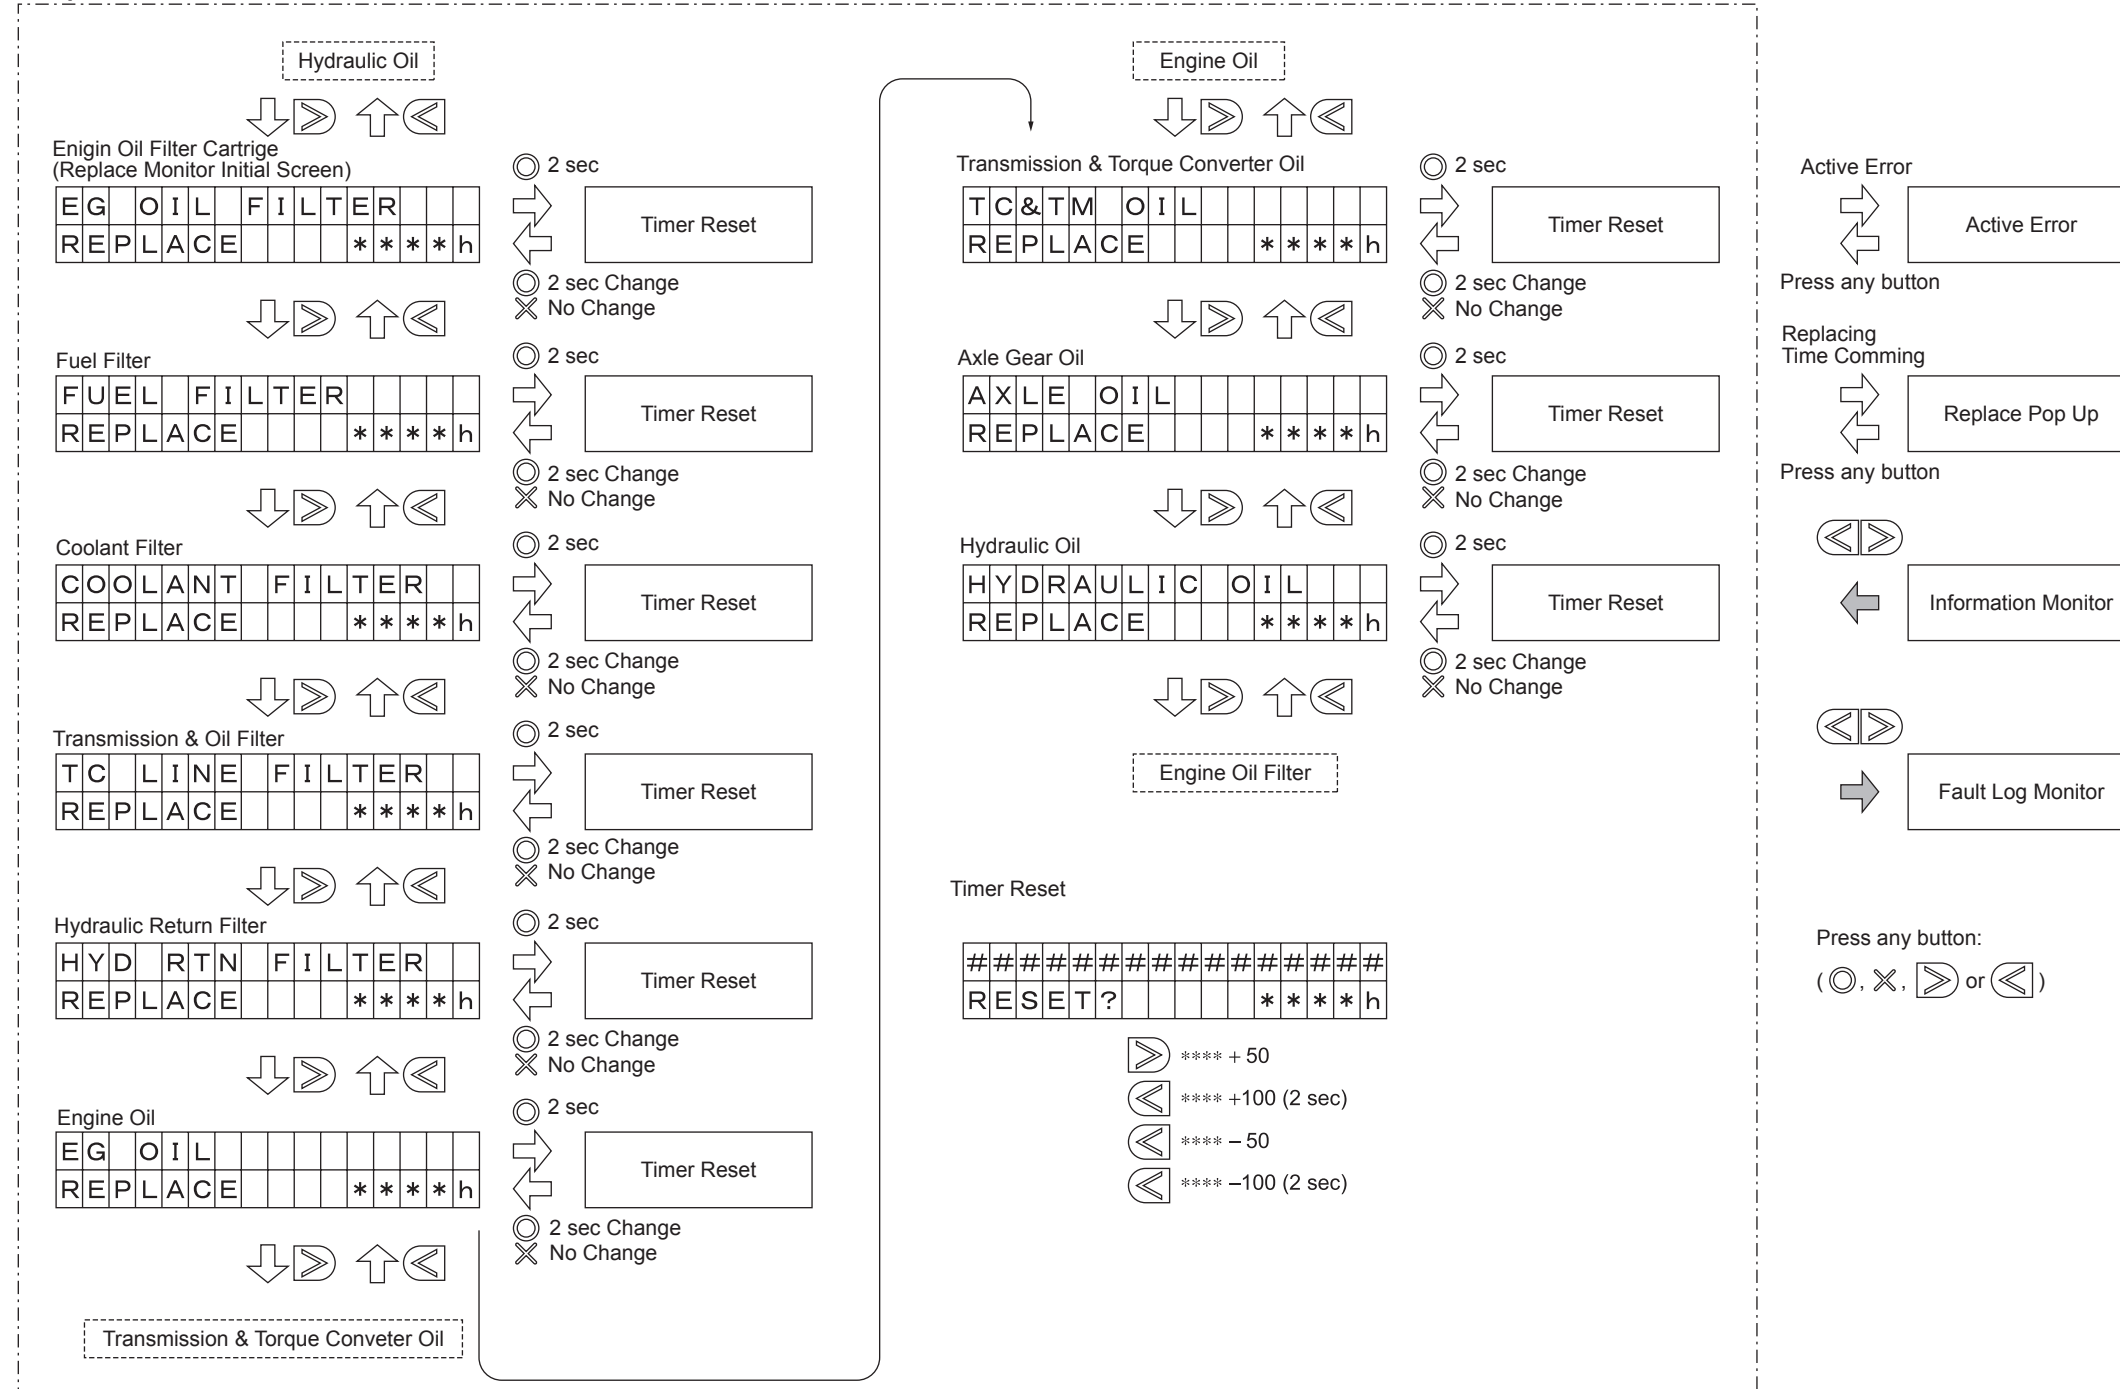 Hydraulic Oil
Enigin Oil Filter Cartrige
(Replace Monitor Initial Screen)
EG OIL FILTER
REPLACE ****h
2 sec
Timer Reset
2 sec Change
No Change
Fuel Filter
FUEL FILTER
REPLACE ****h
2 sec
Timer Reset
2 sec Change
No Change
Coolant Filter
COOLANT FILTER
REPLACE ****h
2 sec
Timer Reset
2 sec Change
No Change
Transmission & Oil Filter
TC LINE FILTER
REPLACE ****h
2 sec
Timer Reset
2 sec Change
No Change
Hydraulic Return Filter
HYD RTN FILTER
REPLACE ****h
2 sec
Timer Reset
2 sec Change
No Change
Engine Oil
EG OIL
REPLACE ****h
2 sec
Timer Reset
2 sec Change
No Change
Transmission & Torque Conveter Oil
Engine Oil
Transmission & Torque Converter Oil
TC&TM OIL
REPLACE ****h
2 sec
Timer Reset
2 sec Change
No Change
Axle Gear Oil
AXLE OIL
REPLACE ****h
2 sec
Timer Reset
2 sec Change
No Change
Hydraulic Oil
HYDRAULIC OIL
REPLACE ****h
2 sec
Timer Reset
2 sec Change
No Change
Engine Oil Filter
Timer Reset
################
RESET? ****h
**** + 50
**** +100 (2 sec)
**** – 50
**** –100 (2 sec)
Active Error
Active Error
Press any button
Replacing
Time Comming
Replace Pop Up
Press any button
Information Monitor
Fault Log Monitor
Press any button:
(◎, ✕, ≫ or ≪)